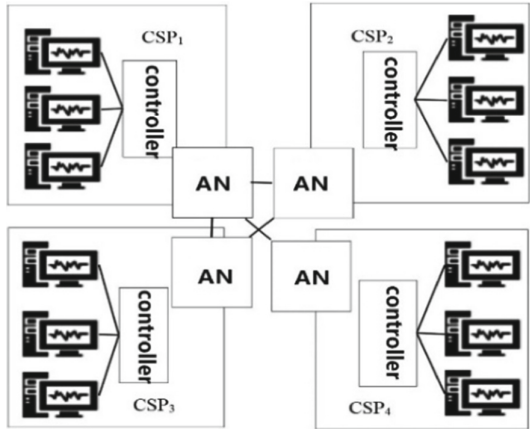 CSP1
controller
CSP2
controller
AN
AN
AN
AN
controller
CSP3
controller
CSP4